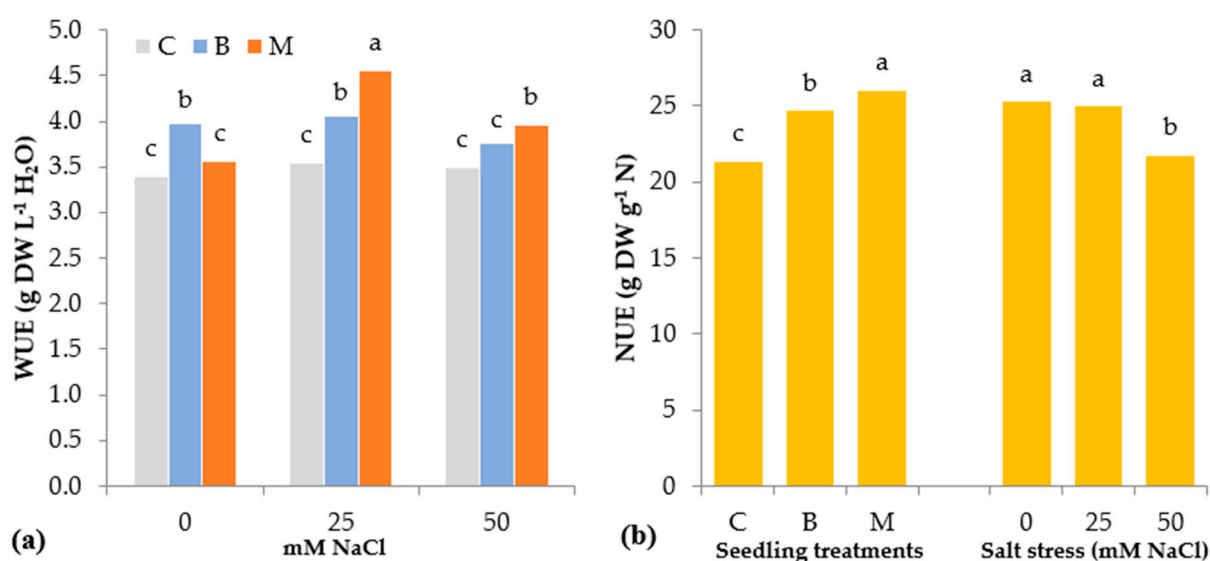 5.0
4.5
4.0
3.5
3.0
2.5
2.0
1.5
1.0
0.5
0.0
WUE (g DW L⁻¹ H₂O)
C B M
c b c
c b a
c c b
0 25 50
mM NaCl
(a)
30
25
20
15
10
5
0
NUE (g DW g⁻¹ N)
c b a
a a b
C B M 0 25 50
Seedling treatments Salt stress (mM NaCl)
(b)